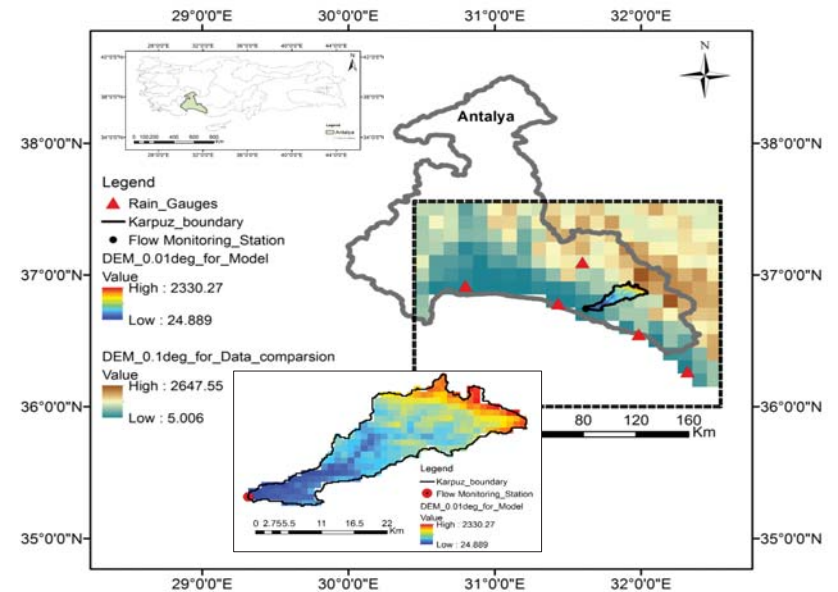 29°0'0"E 30°0'0"E 31°0'0"E 32°0'0"E
N
Antalya
38°0'0"N 38°0'0"N
Legend
Rain_Gauges
Karpuz_boundary
Flow Monitoring_Station
DEM_0.01deg_for_Model
Value
High : 2330.27
Low : 24.889
37°0'0"N 37°0'0"N
DEM_0.1deg_for_Data_comparsion
Value
High : 2647.55
Low : 5.006
36°0'0"N 36°0'0"N
80 120 160
Km
Legend
Karpuz_boundary
Flow Monitoring_Station
DEM_0.01deg_for_Model
Value
High : 2330.27
Low : 24.889
0 2.755.5 11 16.5 22
Km
35°0'0"N 35°0'0"N
29°0'0"E 30°0'0"E 31°0'0"E 32°0'0"E